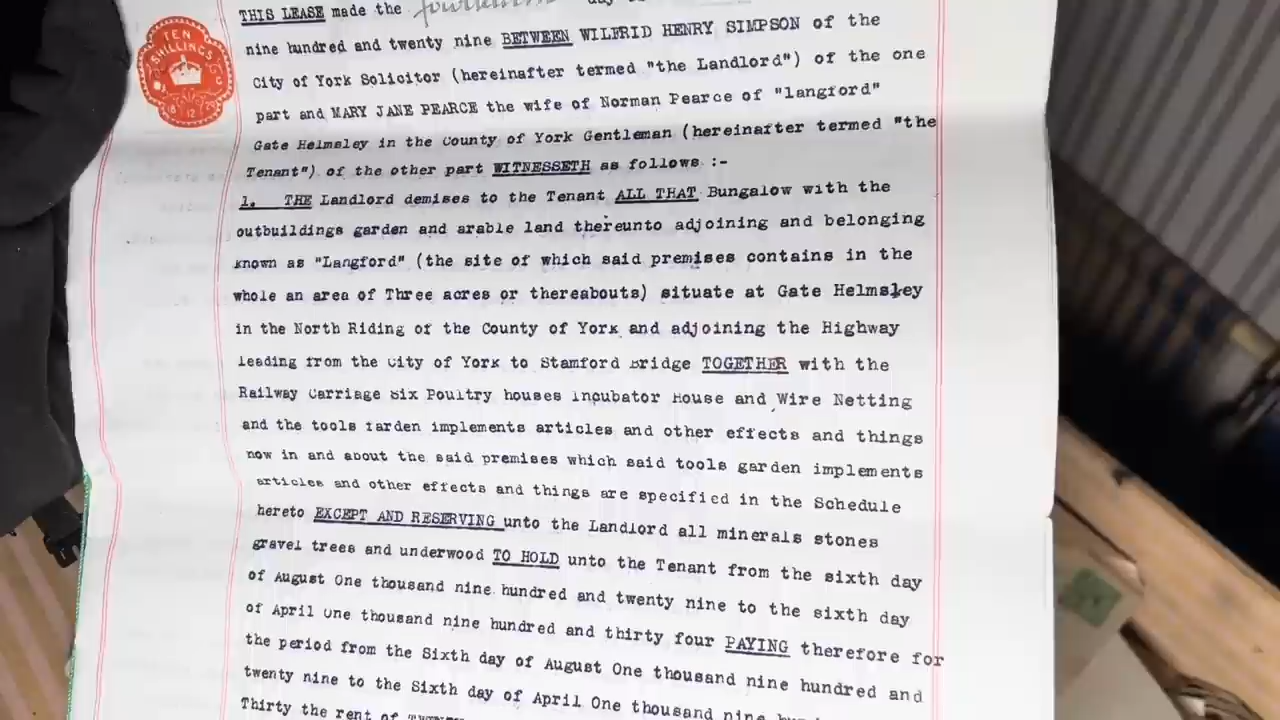 TEN
SHILLINGS
THIS LEASE made the fourteenth day
nine hundred and twenty nine BETWEEN WILFRID HENRY SIMPSON of the
City of York Solicitor (hereinafter termed "the Landlord") of the one
part and MARY JANE PEARCE the wife of Norman Pearce of "langford"
Gate Helmsley in the County of York Gentleman (hereinafter termed "the
Tenant") of the other part WITNESSETH as follows :-
1. THE Landlord demises to the Tenant ALL THAT Bungalow with the
outbuildings garden and arable land thereunto adjoining and belonging
known as "Langford" (the site of which said premises contains in the
whole an area of Three acres or thereabouts) situate at Gate Helmsley
in the North Riding of the County of York and adjoining the Highway
leading from the City of York to Stamford Bridge TOGETHER with the
Railway Carriage Six Poultry houses Incubator House and Wire Netting
and the tools farden implements articles and other effects and things
now in and about the said premises which said tools garden implements
articles and other effects and things are specified in the Schedule
hereto EXCEPT AND RESERVING unto the Landlord all minerals stones
gravel trees and underwood TO HOLD unto the Tenant from the sixth day
of August One thousand nine hundred and twenty nine to the sixth day
of April One thousand nine hundred and thirty four PAYING therefore for
the period from the Sixth day of August One thousand nine hundred and
twenty nine to the Sixth day of April One thousand nine
Thirty the rent of